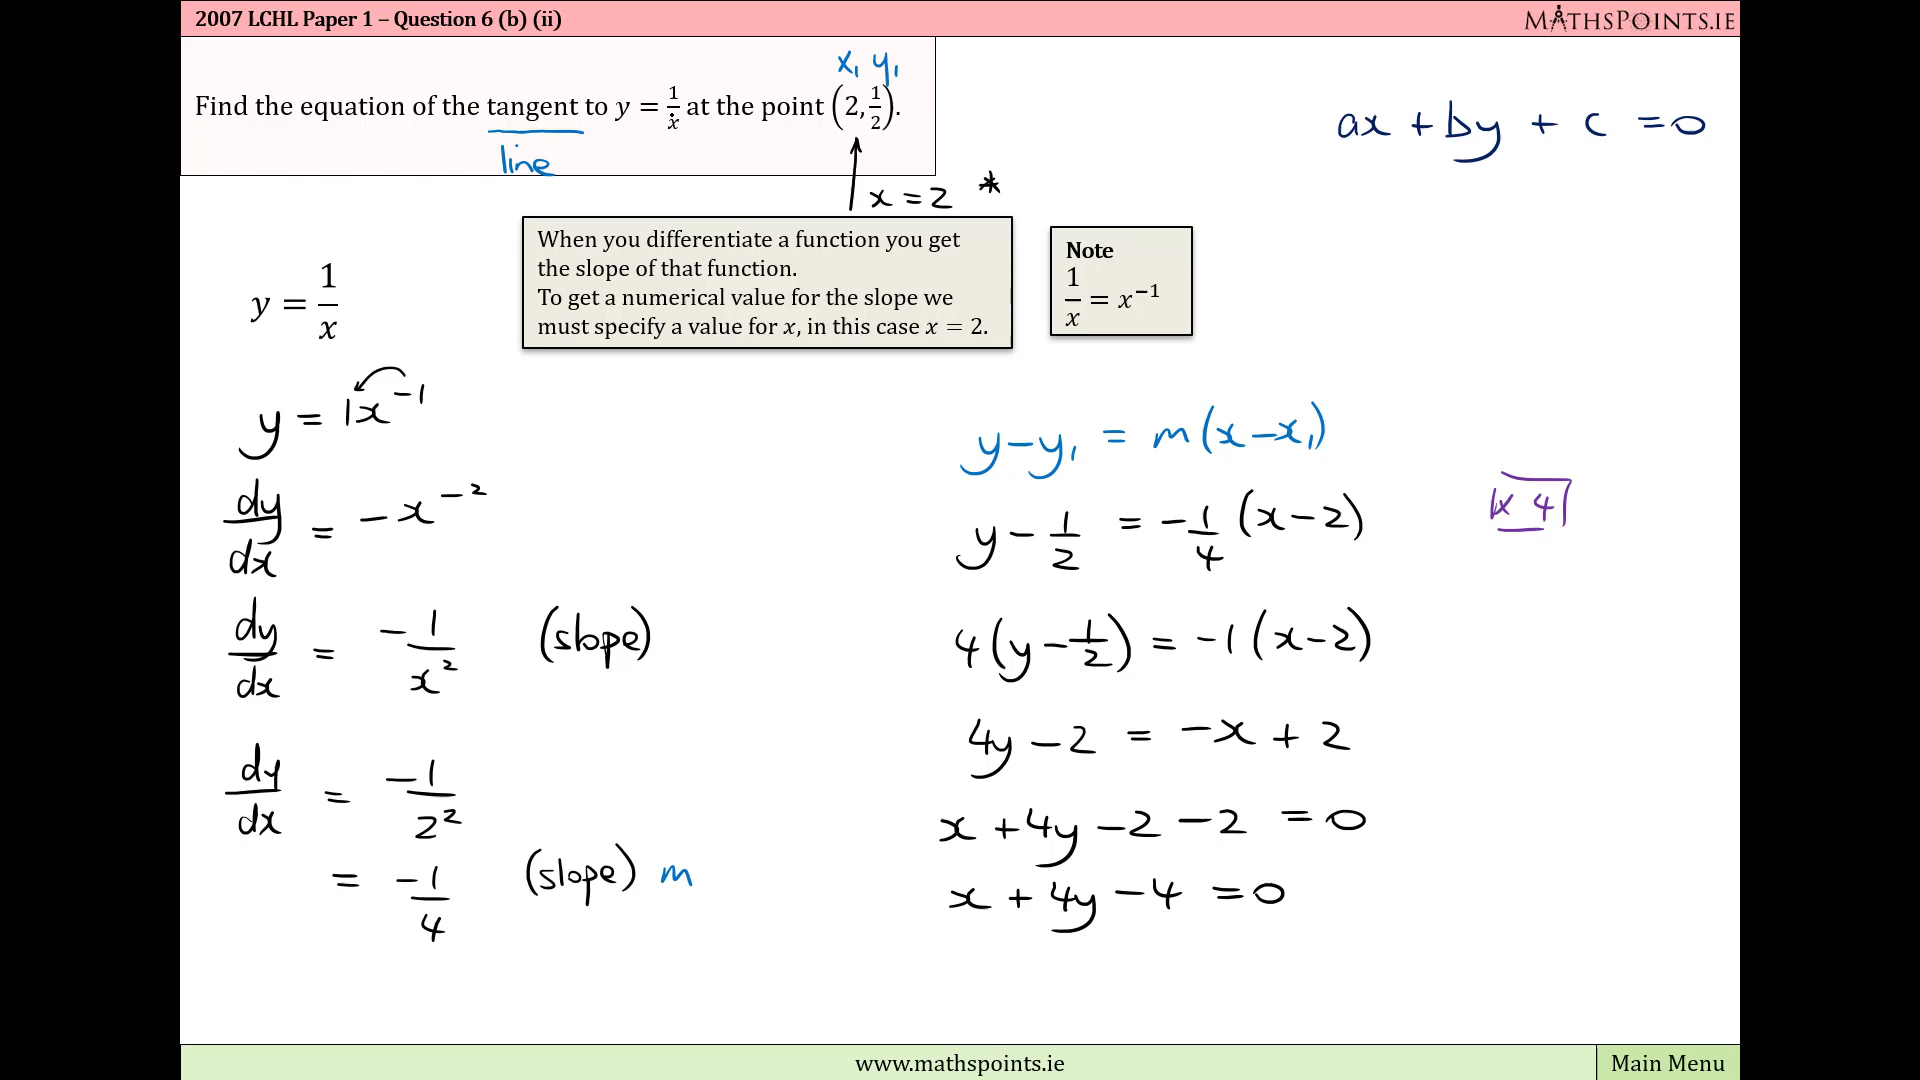 2007 LCHL Paper 1 – Question 6 (b) (ii)
MATHSPOINTS.IE
x₁ y₁
Find the equation of the tangent to y = 1/x at the point (2, 1/2).
line
x = 2 *
ax + by + c = 0
When you differentiate a function you get
the slope of that function.
To get a numerical value for the slope we
must specify a value for x, in this case x = 2.
Note
1/x = x⁻¹
y = 1/x
y = 1x⁻¹
dy/dx = -x⁻²
dy/dx = -1/x² (slope)
dy/dx = -1/2²
= -1/4 (slope) m
y - y₁ = m(x - x₁)
y - 1/2 = -1/4 (x - 2)
x 4
4(y - 1/2) = -1(x - 2)
4y - 2 = -x + 2
x + 4y - 2 - 2 = 0
x + 4y - 4 = 0
www.mathspoints.ie
Main Menu